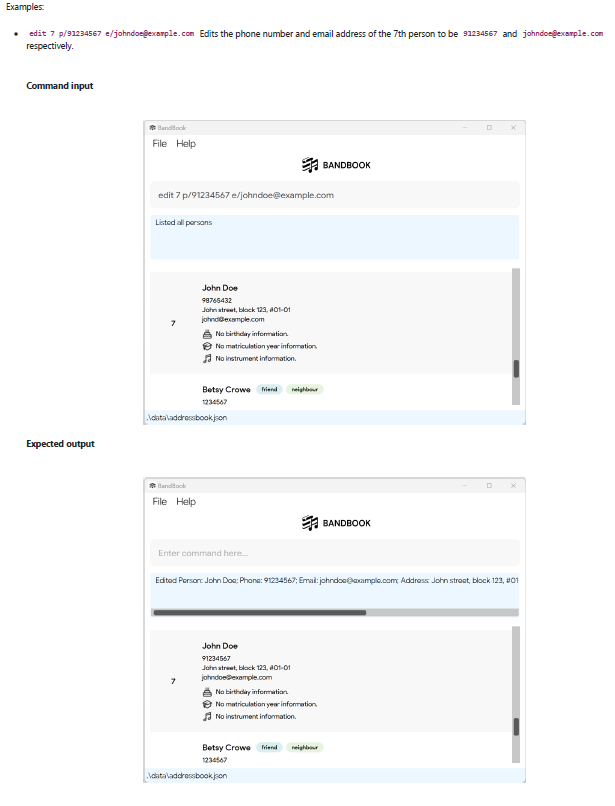 Examples:
• edit 7 p/91234567 e/johndoe@example.com Edits the phone number and email address of the 7th person to be 91234567 and johndoe@example.com
respectively.
Command input
BandBook
File Help
BANDBOOK
edit 7 p/91234567 e/johndoe@example.com
Listed all persons
John Doe
98765432
John street, block 123, #01-01
johnd@example.com
7
No birthday information.
No matriculation year information.
No instrument information.
Betsy Crowe friend neighbour
1234567
.\data\addressbook.json
Expected output
BandBook
File Help
BANDBOOK
Enter command here...
Edited Person: John Doe; Phone: 91234567; Email: johndoe@example.com; Address: John street, block 123, #01
John Doe
91234567
John street, block 123, #01-01
johndoe@example.com
7
No birthday information.
No matriculation year information.
No instrument information.
Betsy Crowe friend neighbour
1234567
.\data\addressbook.json